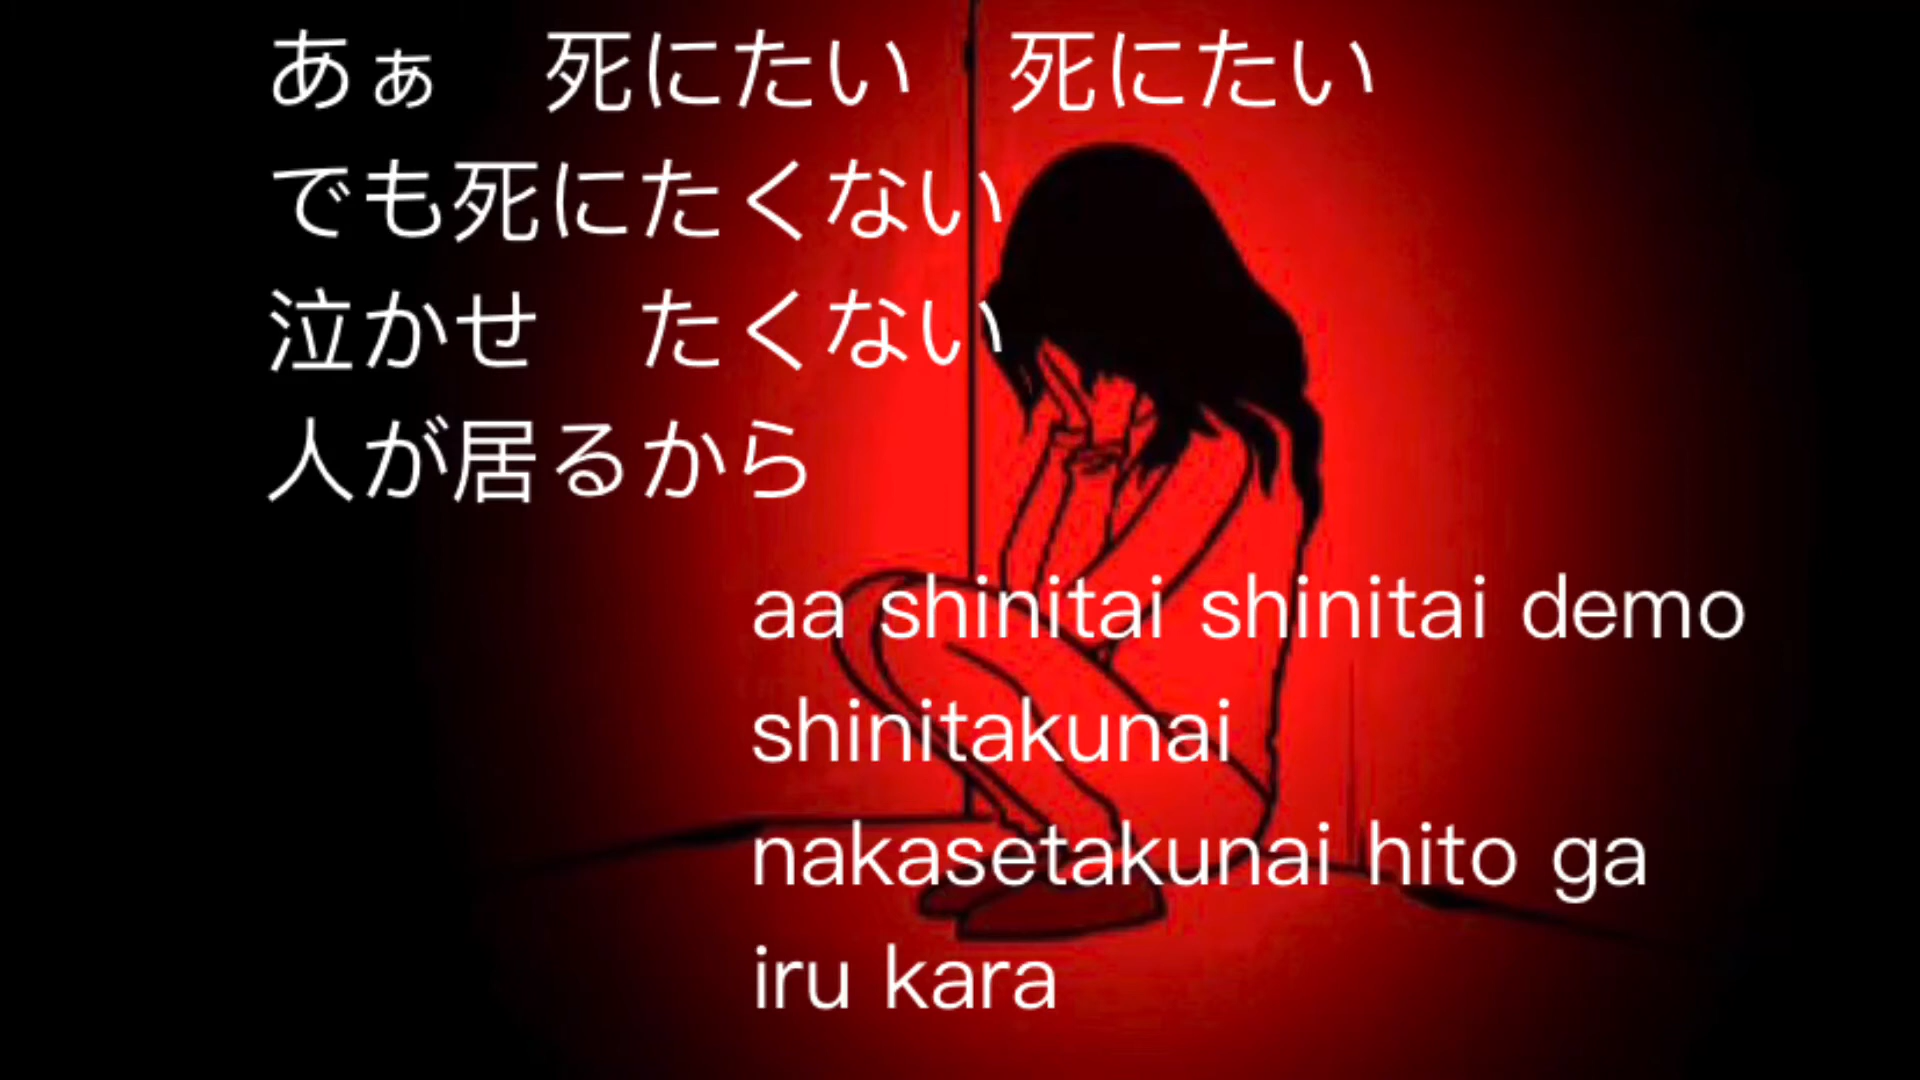 あぁ　死にたい　死にたい
でも死にたくない
泣かせ　たくない
人が居るから
aa shinitai shinitai demo
shinitakunai
nakasetakunai hito ga
iru kara